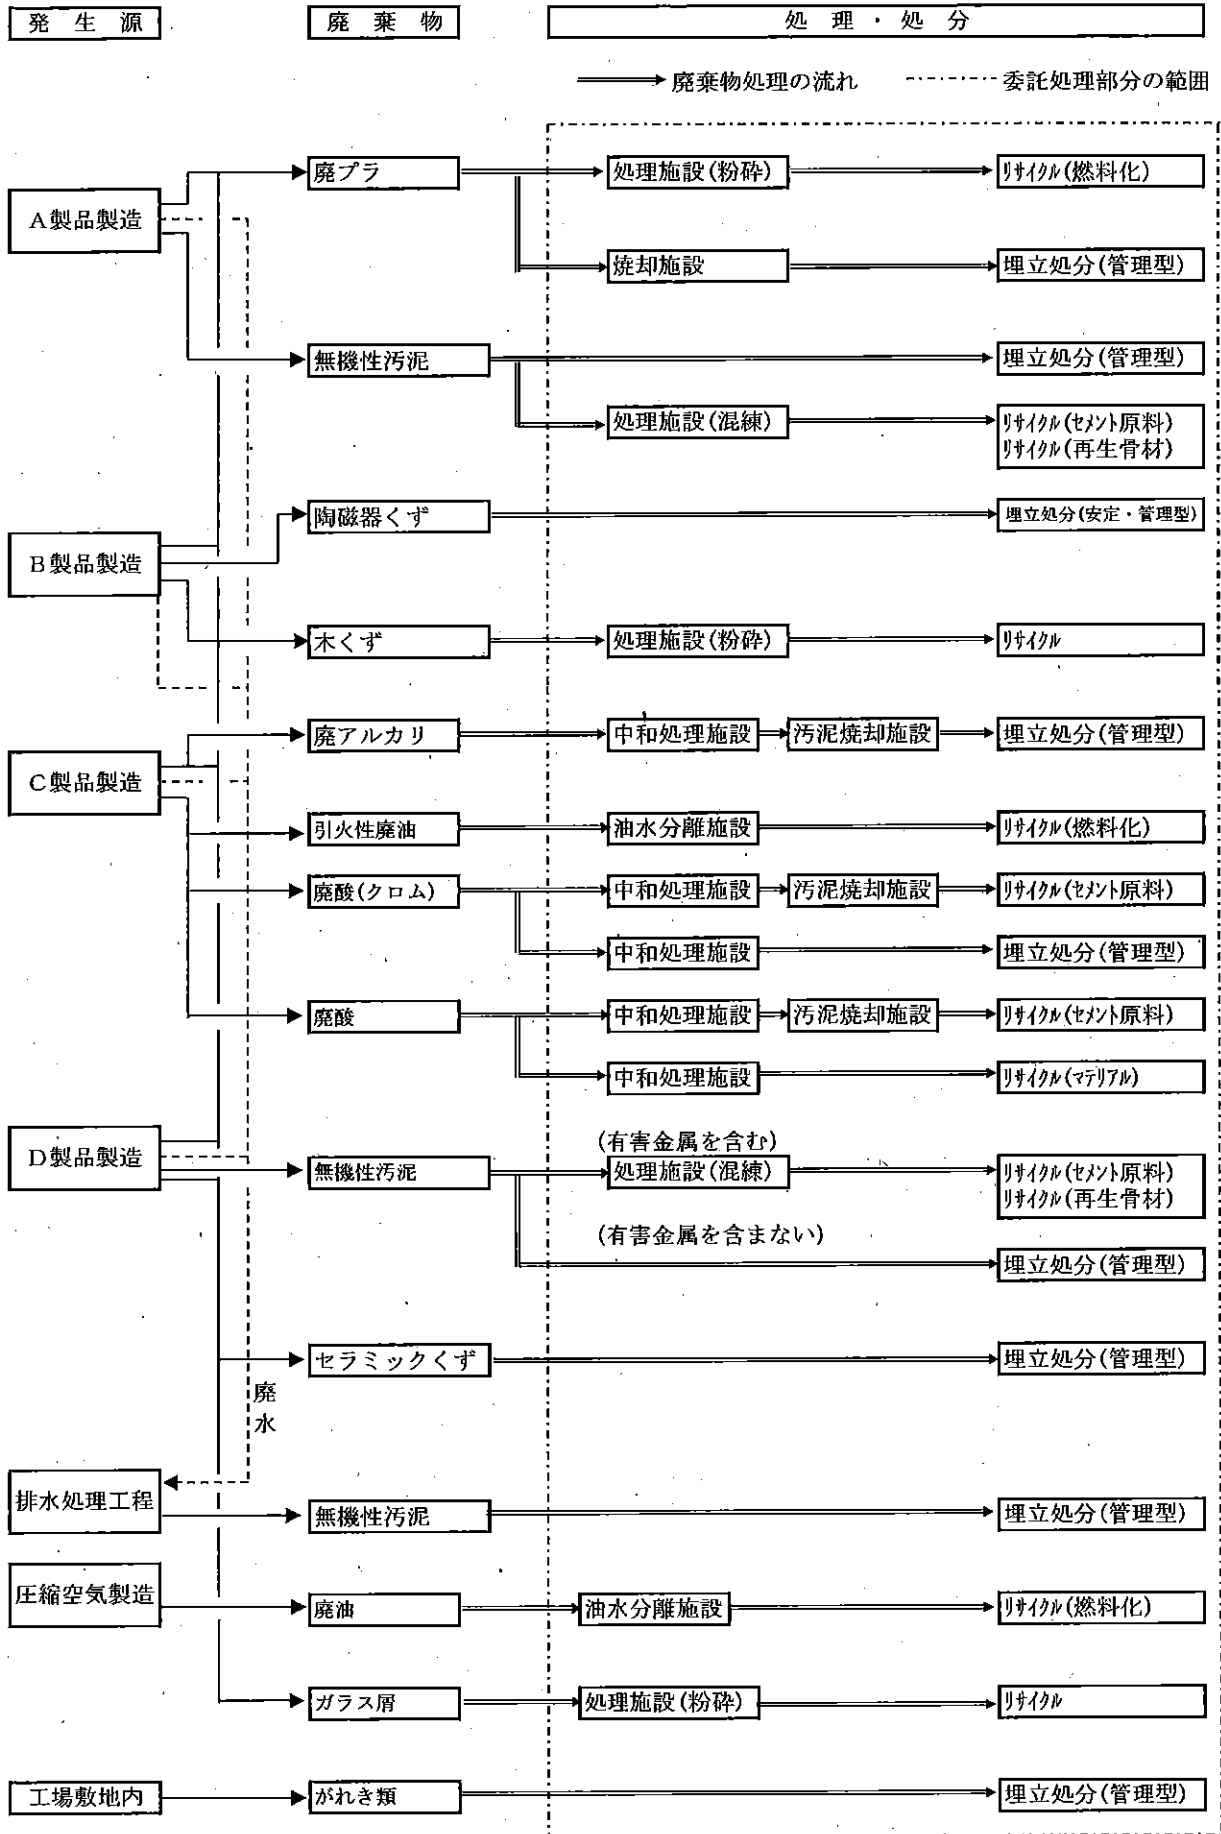 発生源
廃棄物
処理・処分
廃棄物処理の流れ
委託処理部分の範囲
A製品製造
廃プラ
処理施設(粉砕)
ﾘｻｲｸﾙ(燃料化)
焼却施設
埋立処分(管理型)
無機性汚泥
埋立処分(管理型)
処理施設(混練)
ﾘｻｲｸﾙ(ｾﾒﾝﾄ原料)
ﾘｻｲｸﾙ(再生骨材)
B製品製造
陶磁器くず
埋立処分(安定・管理型)
木くず
処理施設(粉砕)
ﾘｻｲｸﾙ
C製品製造
廃アルカリ
中和処理施設
汚泥焼却施設
埋立処分(管理型)
引火性廃油
油水分離施設
ﾘｻｲｸﾙ(燃料化)
廃酸(クロム)
中和処理施設
汚泥焼却施設
ﾘｻｲｸﾙ(ｾﾒﾝﾄ原料)
中和処理施設
埋立処分(管理型)
廃酸
中和処理施設
汚泥焼却施設
ﾘｻｲｸﾙ(ｾﾒﾝﾄ原料)
中和処理施設
ﾘｻｲｸﾙ(ﾏﾃﾘｱﾙ)
D製品製造
無機性汚泥
(有害金属を含む)
処理施設(混練)
ﾘｻｲｸﾙ(ｾﾒﾝﾄ原料)
ﾘｻｲｸﾙ(再生骨材)
(有害金属を含まない)
埋立処分(管理型)
セラミックくず
埋立処分(管理型)
廃水
排水処理工程
無機性汚泥
埋立処分(管理型)
圧縮空気製造
廃油
油水分離施設
ﾘｻｲｸﾙ(燃料化)
ガラス屑
処理施設(粉砕)
ﾘｻｲｸﾙ
工場敷地内
がれき類
埋立処分(管理型)